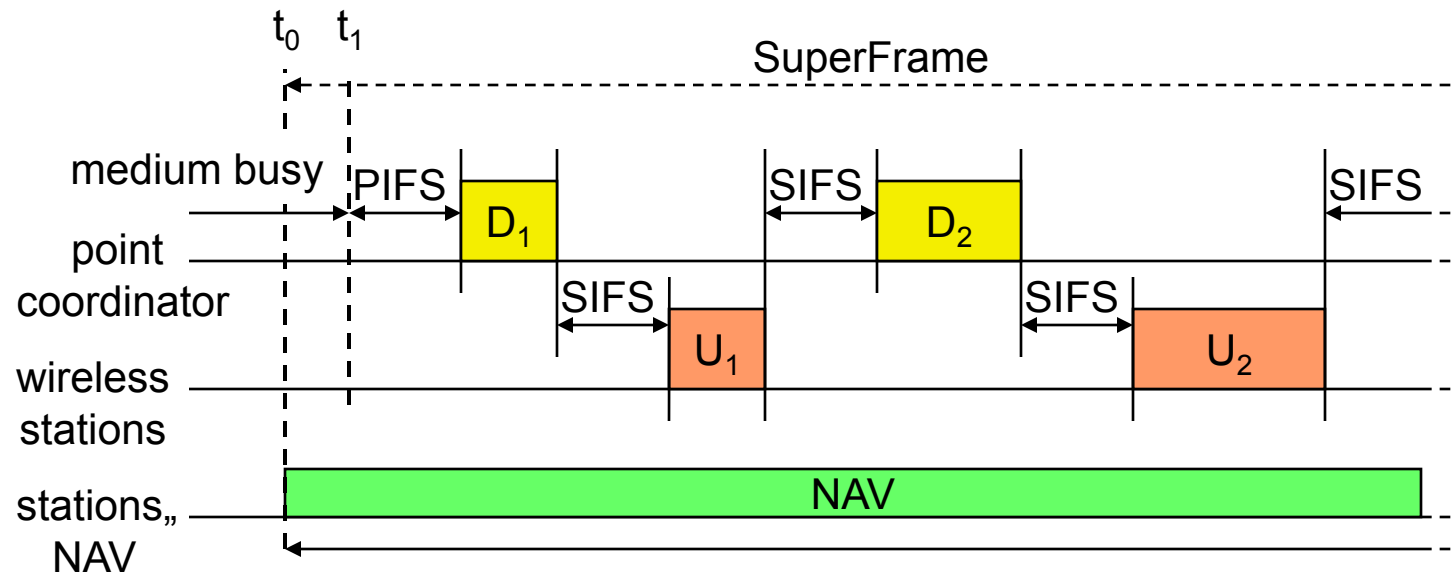 t₀ t₁
SuperFrame
medium busy
PIFS
SIFS
SIFS
D₁
D₂
point
coordinator
SIFS
SIFS
U₁
U₂
wireless
stations
NAV
stations„
NAV